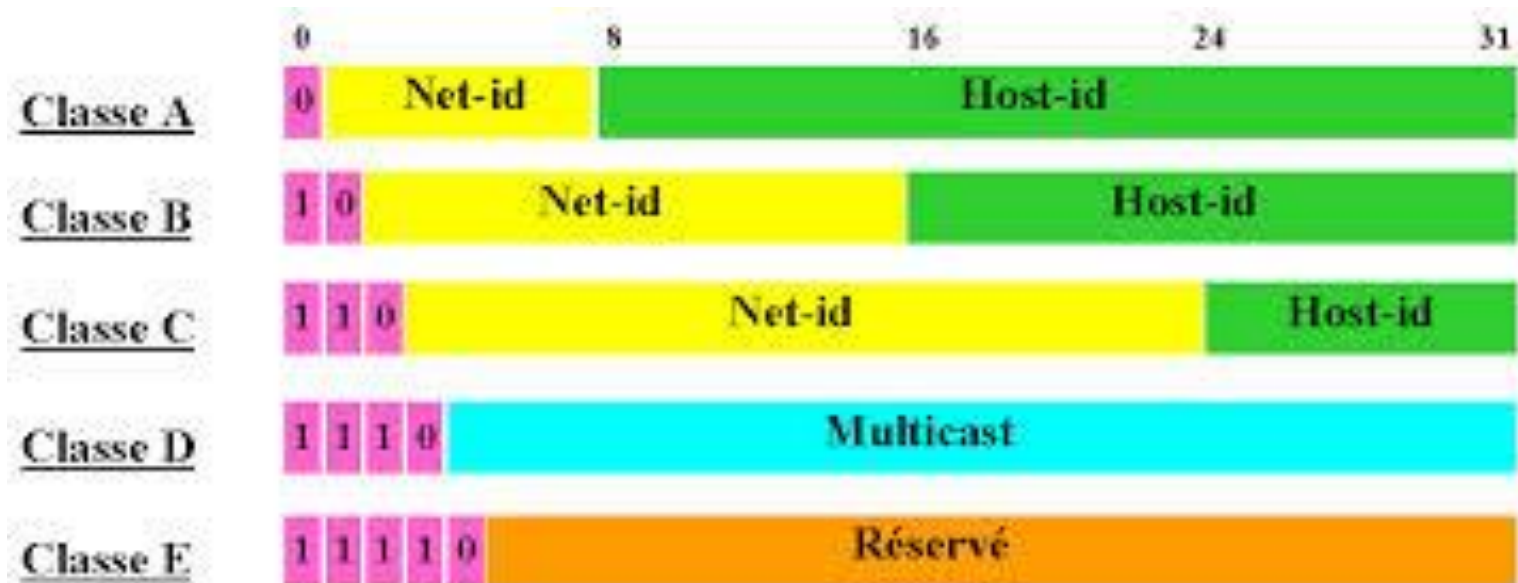 0 8 16 24 31
Classe A 0 Net-id Host-id
Classe B 1 0 Net-id Host-id
Classe C 1 1 0 Net-id Host-id
Classe D 1 1 1 0 Multicast
Classe E 1 1 1 1 0 Réservé